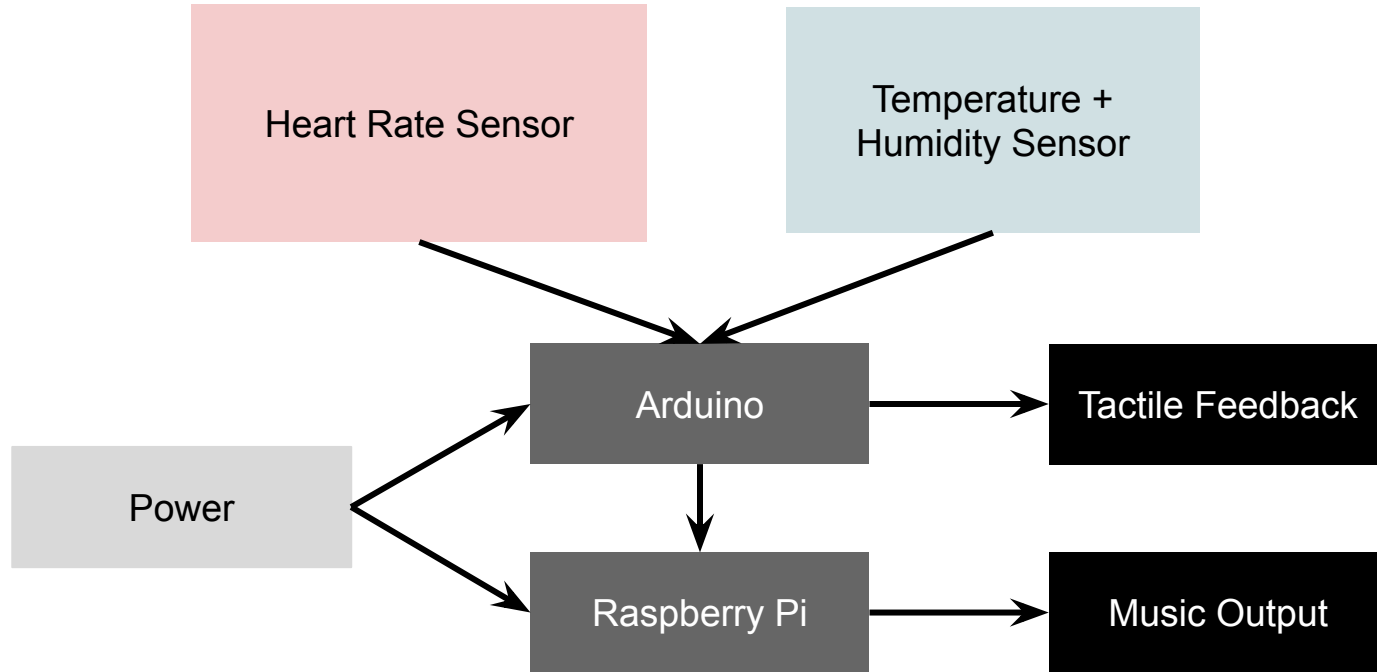 Heart Rate Sensor
Temperature +
Humidity Sensor
Arduino
Tactile Feedback
Power
Raspberry Pi
Music Output